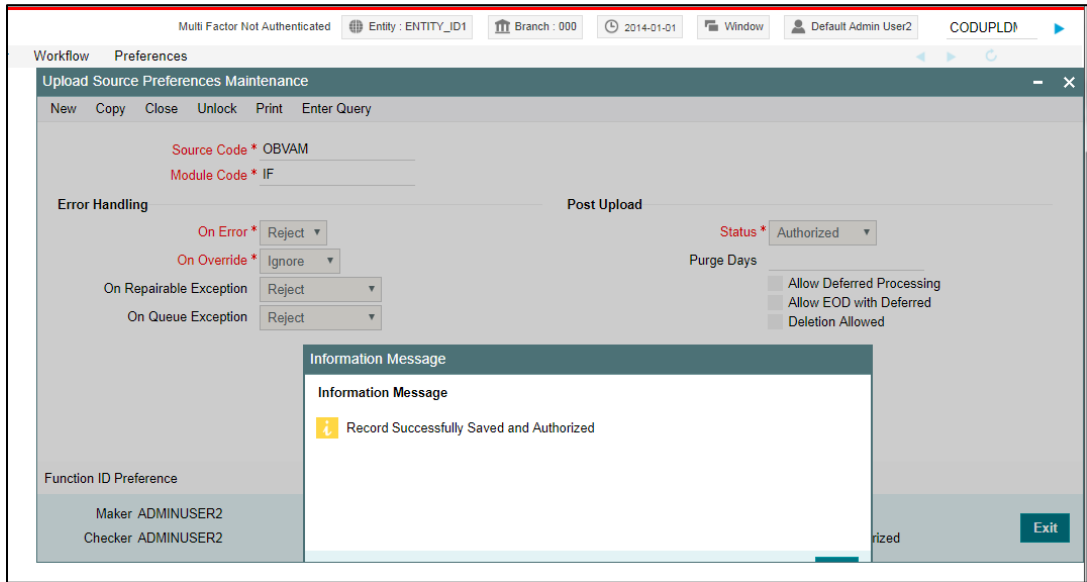 Multi Factor Not Authenticated Entity : ENTITY_ID1 Branch : 000 2014-01-01 Window Default Admin User2
Workflow Preferences
Upload Source Preferences Maintenance
New Copy Close Unlock Print Enter Query
Source Code * OBVAM
Module Code * IF
Error Handling Post Upload
On Error * Reject Status * Authorized
On Override * Ignore Purge Days
On Repairable Exception Reject Allow Deferred Processing
Allow EOD with Deferred
On Queue Exception Reject Deletion Allowed
Information Message
Information Message
i Record Successfully Saved and Authorized
Function ID Preference
Maker ADMINUSER2
Checker ADMINUSER2 rized Exit